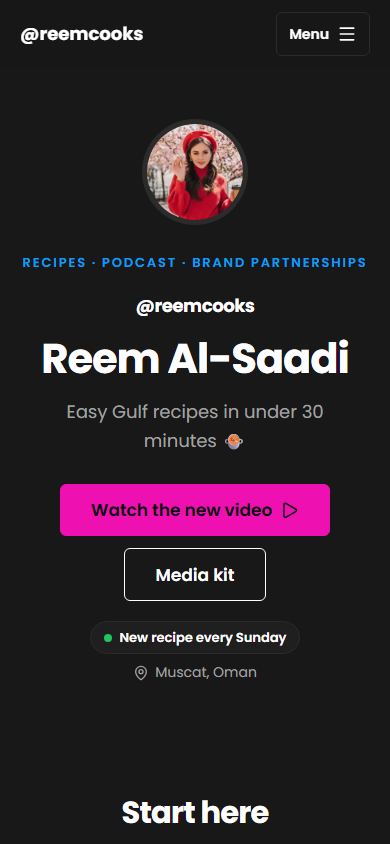 @reemcooks
Menu
RECIPES · PODCAST · BRAND PARTNERSHIPS
@reemcooks
Reem Al-Saadi
Easy Gulf recipes in under 30
minutes 🥘
Watch the new video
Media kit
New recipe every Sunday
Muscat, Oman
Start here